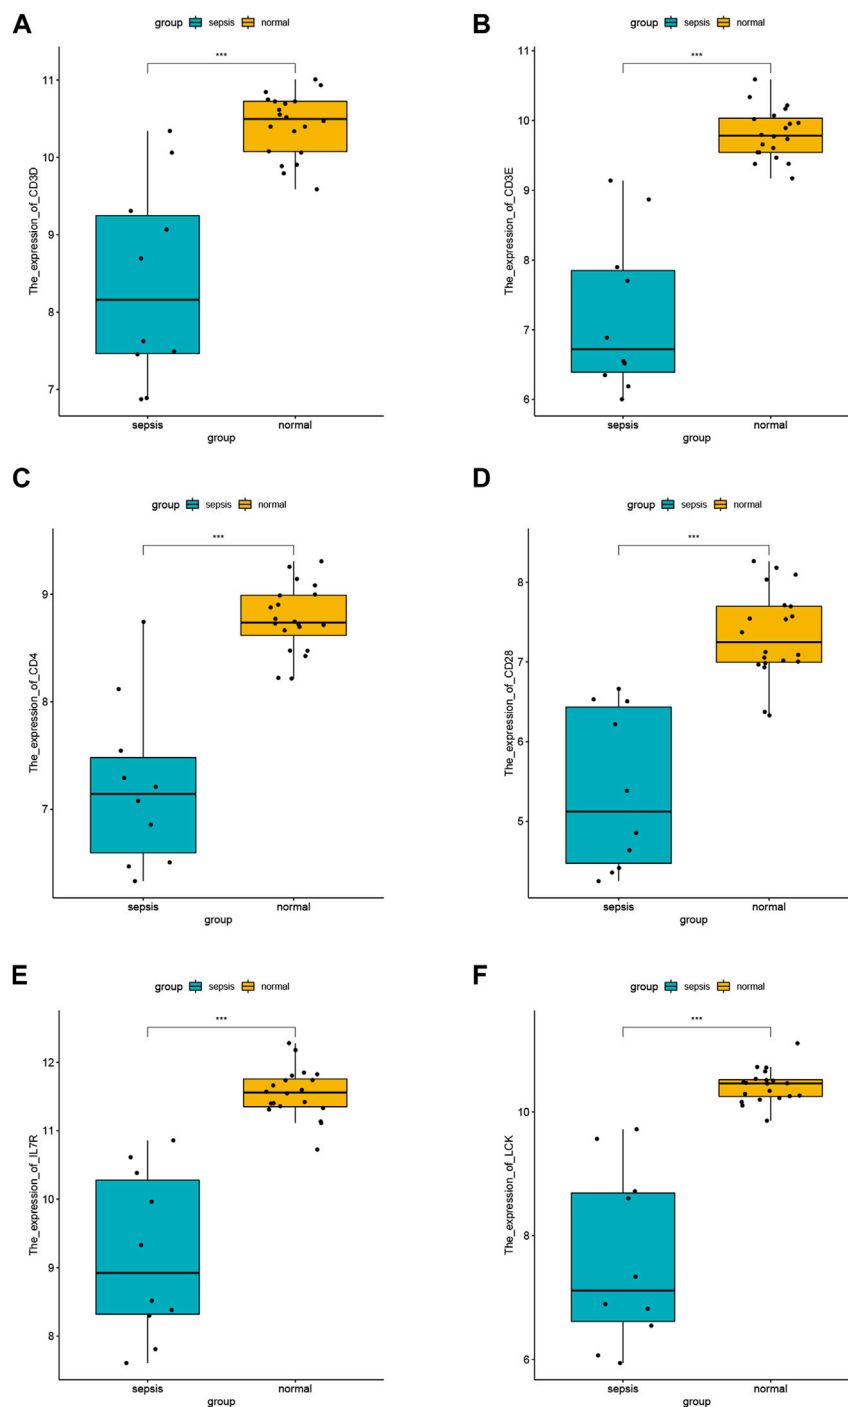 A
group sepsis normal
***
11
10
9
8
7
The_expression_of_CD3D
sepsis normal
group
B
group sepsis normal
***
11
10
9
8
7
6
The_expression_of_CD3E
sepsis normal
group
C
group sepsis normal
***
9
8
7
The_expression_of_CD4
sepsis normal
group
D
group sepsis normal
***
8
7
6
5
The_expression_of_CD28
sepsis normal
group
E
group sepsis normal
***
12
11
10
9
8
The_expression_of_IL7R
sepsis normal
group
F
group sepsis normal
***
10
8
6
The_expression_of_LCK
sepsis normal
group